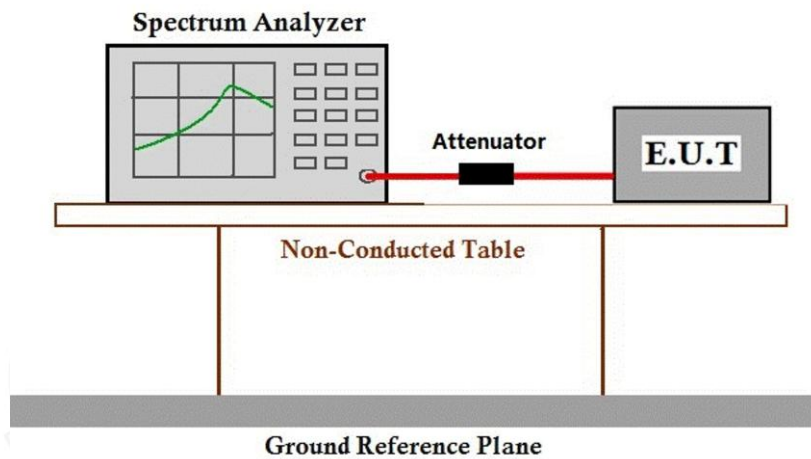 Spectrum Analyzer
Attenuator
E.U.T
Non-Conducted Table
Ground Reference Plane